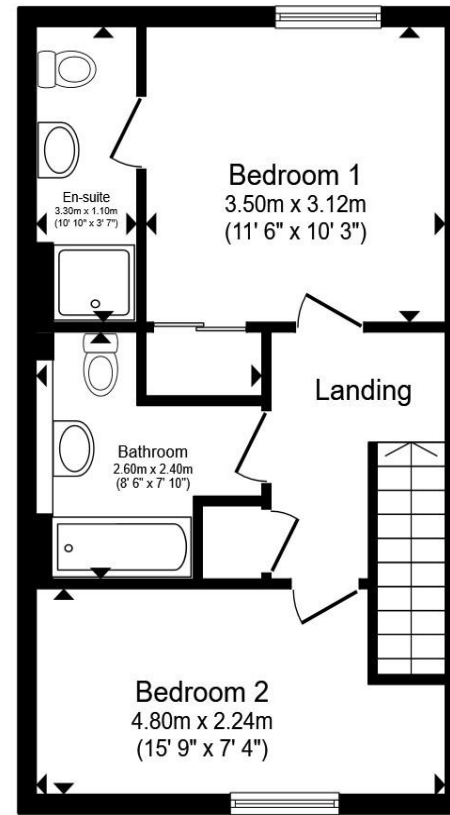 En-suite
3.30m x 1.10m
(10' 10" x 3' 7")
Bedroom 1
3.50m x 3.12m
(11' 6" x 10' 3")
Landing
Bathroom
2.60m x 2.40m
(8' 6" x 7' 10")
Bedroom 2
4.80m x 2.24m
(15' 9" x 7' 4")